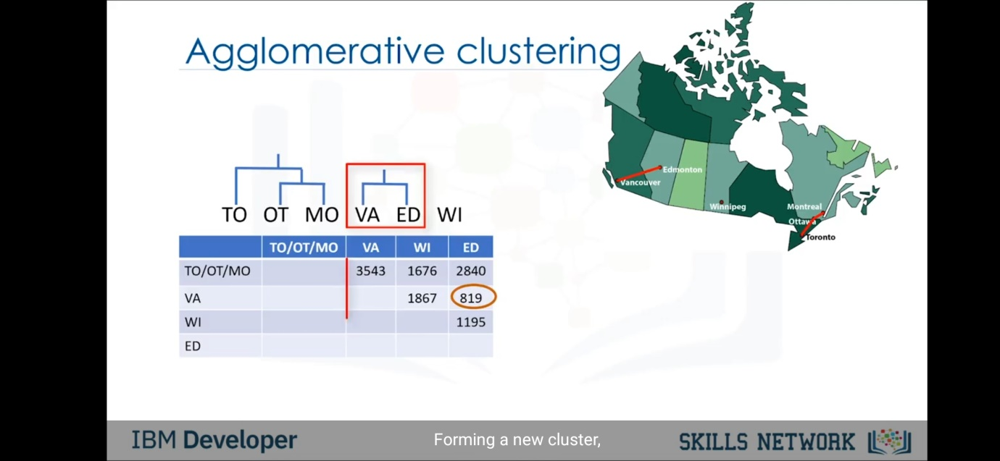 Agglomerative clustering
Edmonton
Vancouver
Winnipeg
Montreal
Ottawa
Toronto
TO OT MO VA ED WI
TO/OT/MO VA WI ED
TO/OT/MO 3543 1676 2840
VA 1867 819
WI 1195
ED
IBM Developer
Forming a new cluster,
SKILLS NETWORK